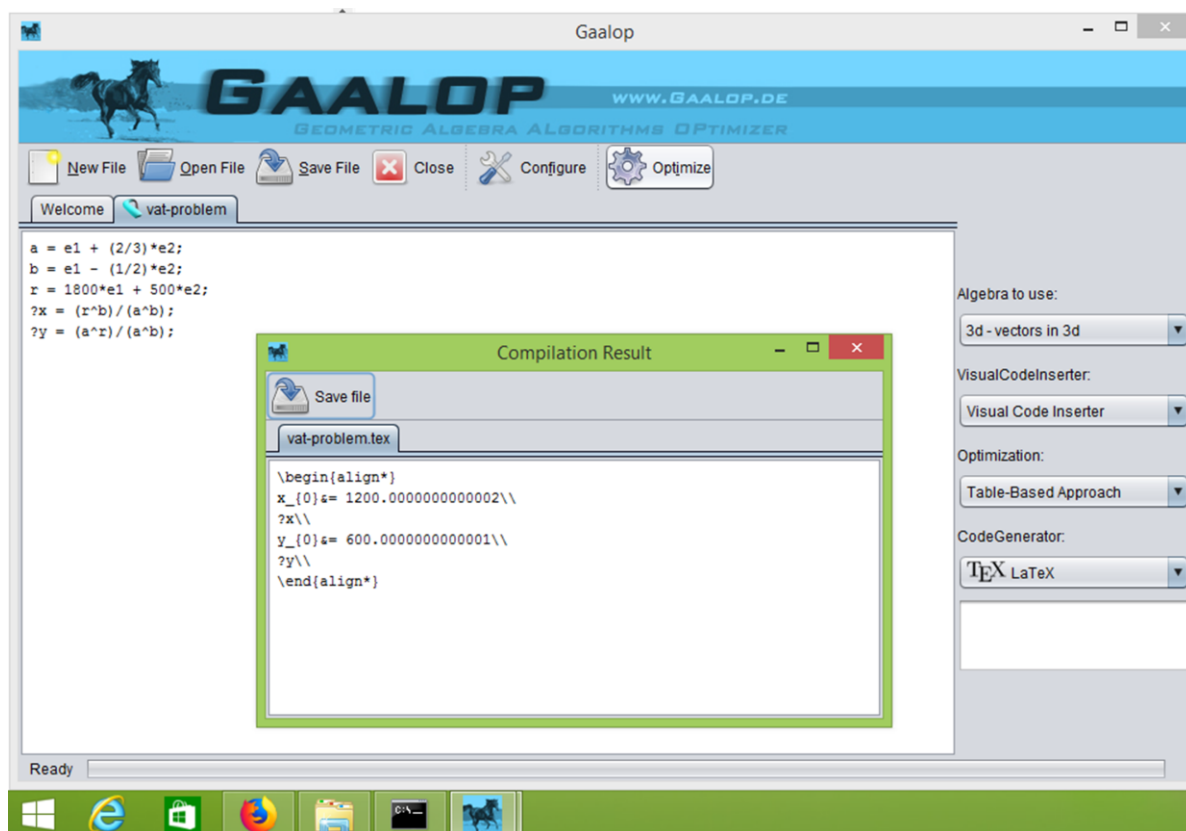 Gaalop
GAALOP
WWW.GAALOP.DE
GEOMETRIC ALGEBRA ALGORITHMS OPTIMIZER
New File Open File Save File Close Configure Optimize
Welcome vat-problem
a = e1 + (2/3)*e2;
b = e1 - (1/2)*e2;
r = 1800*e1 + 500*e2;
?x = (r^b)/(a^b);
?y = (a^r)/(a^b);
Algebra to use:
3d - vectors in 3d
VisualCodeInserter:
Visual Code Inserter
Optimization:
Table-Based Approach
CodeGenerator:
TEX LaTeX
Compilation Result
Save file
vat-problem.tex
\begin{align*}
x_{0}&= 1200.0000000000002\\
?x\\
y_{0}&= 600.0000000000001\\
?y\\
\end{align*}
Ready
C:\_